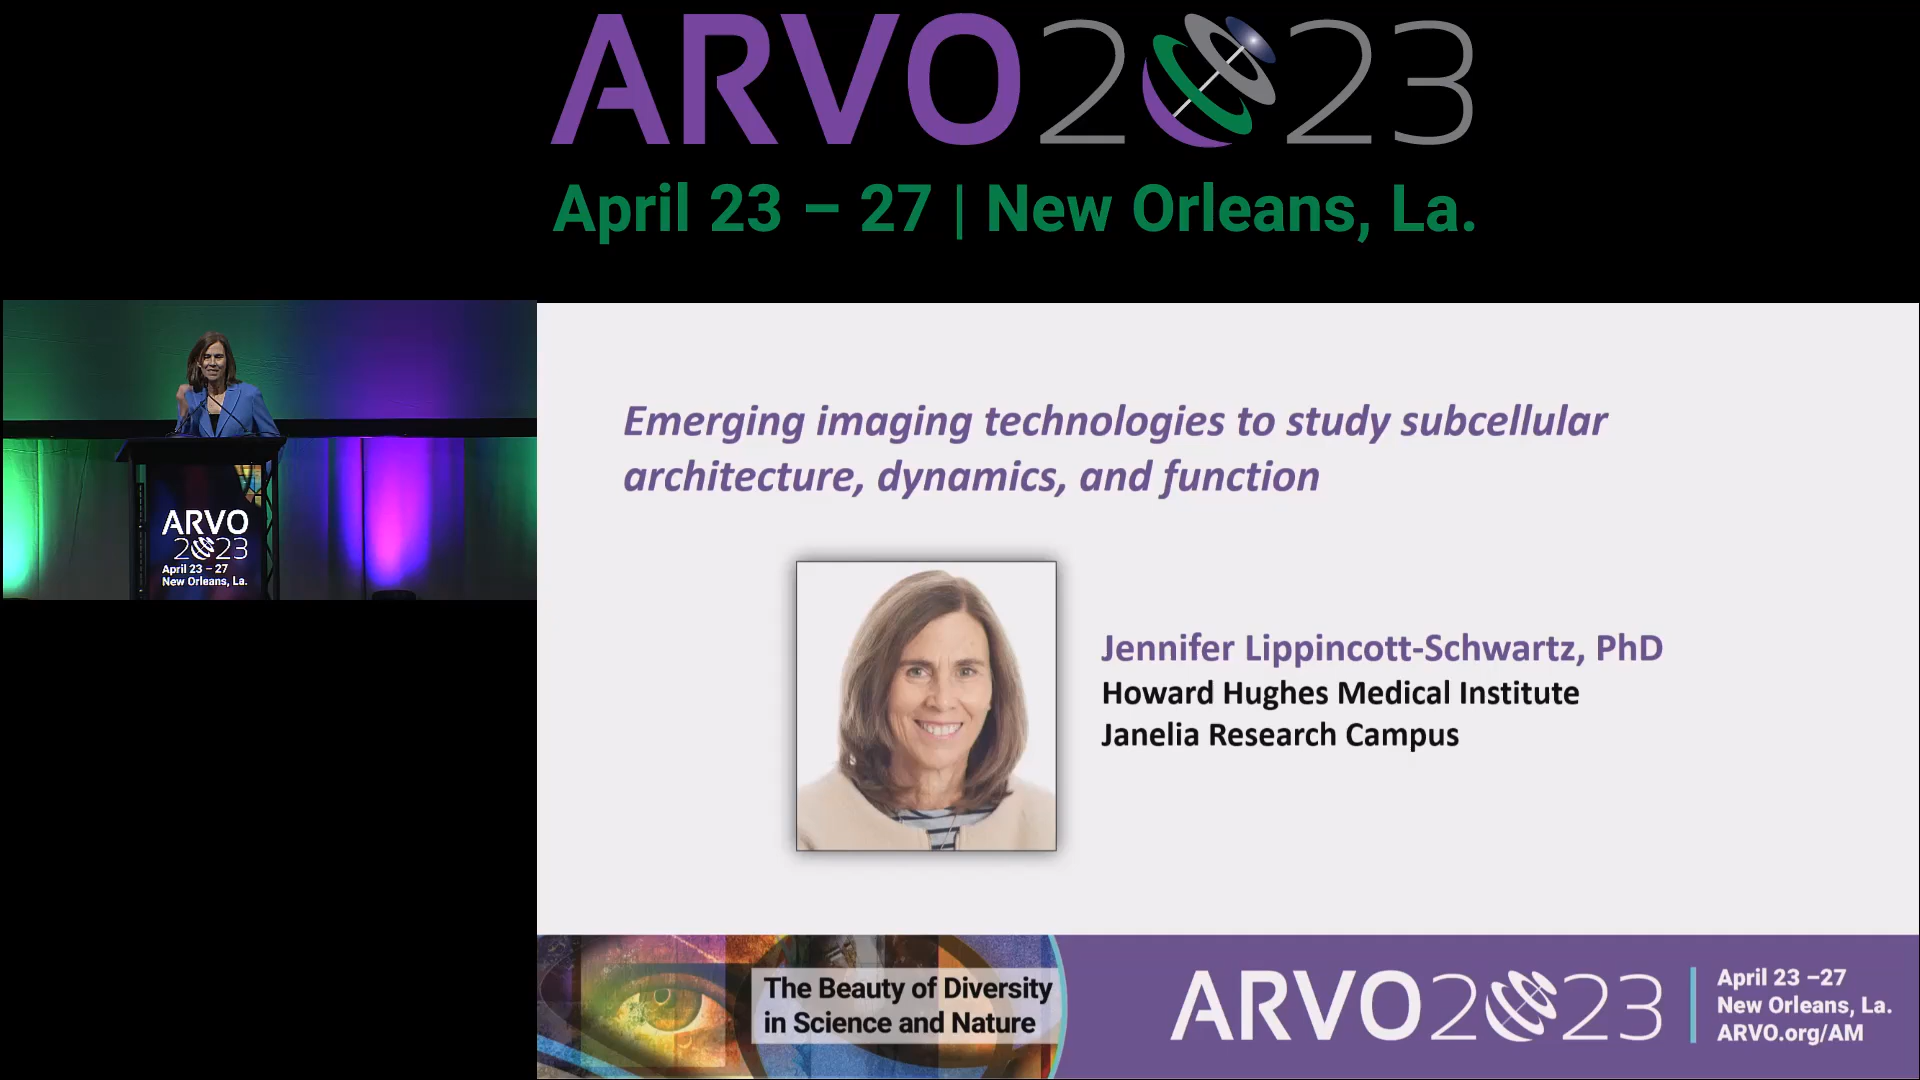 ARVO2023
April 23 – 27 | New Orleans, La.
ARVO
2023
April 23 – 27
New Orleans, La.
Emerging imaging technologies to study subcellular
architecture, dynamics, and function
Jennifer Lippincott-Schwartz, PhD
Howard Hughes Medical Institute
Janelia Research Campus
The Beauty of Diversity
in Science and Nature
ARVO2023
April 23 –27
New Orleans, La.
ARVO.org/AM